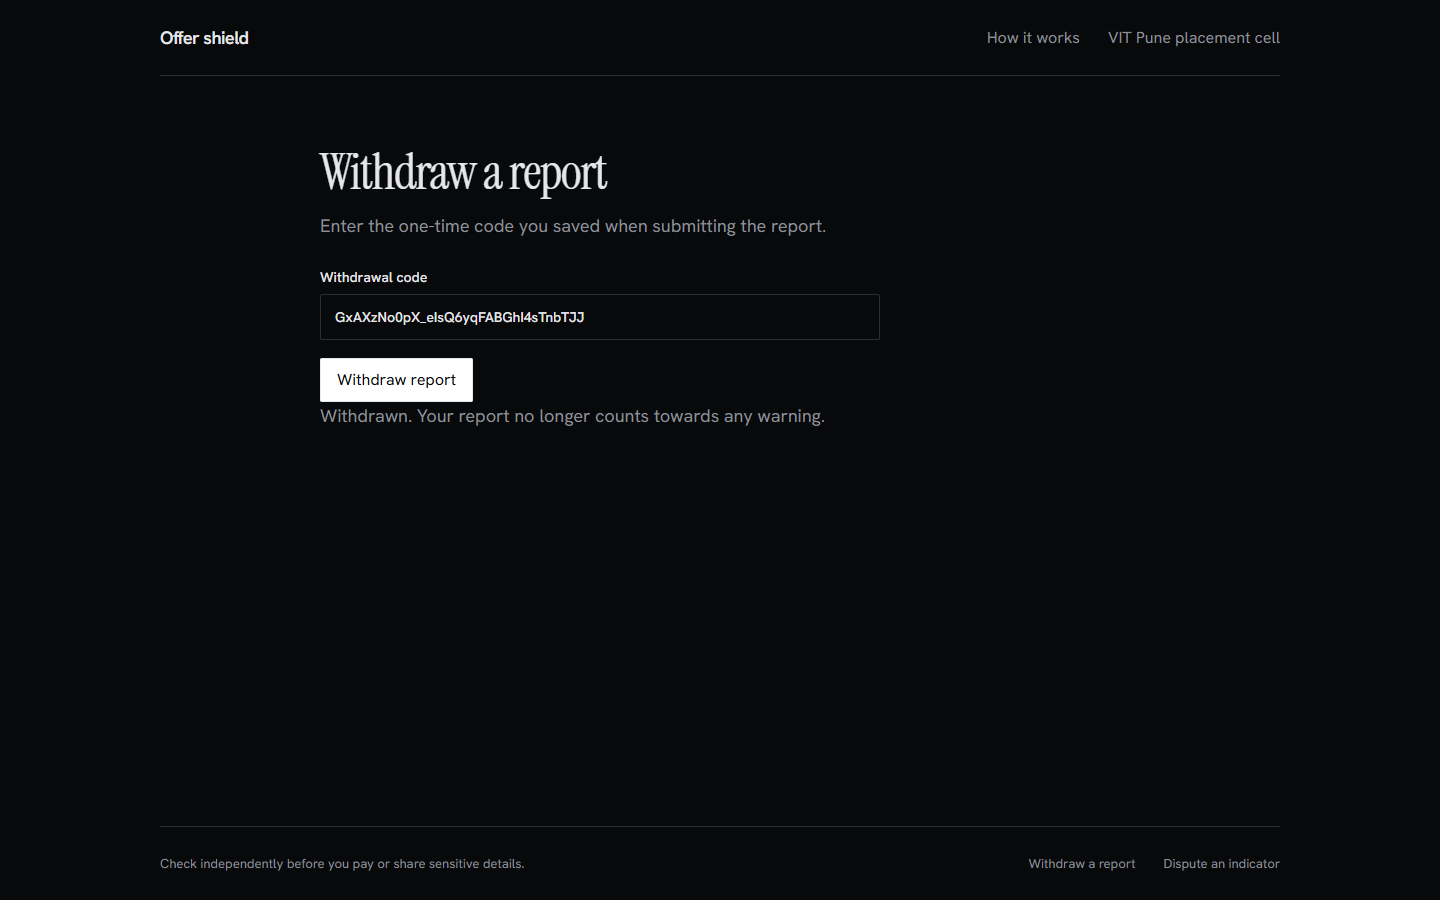 Offer shield
How it works
VIT Pune placement cell
Withdraw a report
Enter the one-time code you saved when submitting the report.
Withdrawal code
GxAXzNo0pX_eIsQ6yqFABGhI4sTnbTJJ
Withdraw report
Withdrawn. Your report no longer counts towards any warning.
Check independently before you pay or share sensitive details.
Withdraw a report
Dispute an indicator